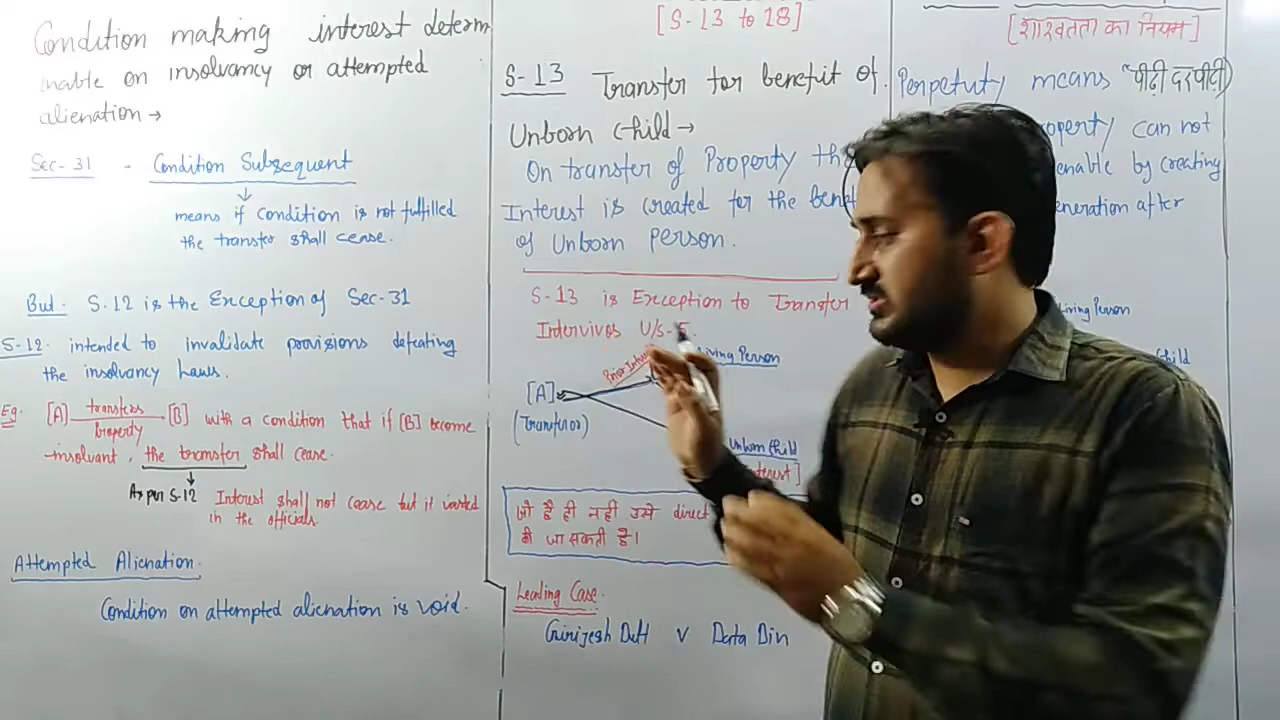 Condition making interest determ
inable on insolvancy or attempted
alienation →
Sec-31 - Condition Subsequent
means if Condition is not fulfilled
the transfer shall cease.
But. S.12 is the Exception of Sec-31
S-12. intended to invalidate provisions defeating
the insolvancy Laws.
Eg. [A] transfers property [B] with a condition that if [B] become
insolvant, the transfer shall cease.
As per S-12 Interest shall not cease but it vested
in the officials.
Attempted Alienation.
Condition on attempted alienation is void.
[S-13 to 18]
S-13 Transfer for benefit of
Unborn Child →
On transfer of Property the
Interest is created for the
of Unborn Person.
S-13 is Exception to Transfer
Intervivos U/S-5.
Prior
Living Person
[A]
(Transferor)
Unborn Child
जो है ही नही उसे direct
की जा सकती है।
Leading Case.
Girijesh Dutt v Data Din
[शाश्वतता का नियम]
Perpetuty means "पीढ़ी दर पीढ़ी)
operty can not
enable by creating
eneration after
Living Person